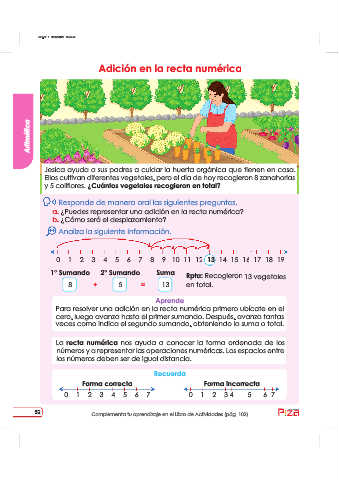 Adición en la recta numérica
Aritmética
Jesica ayuda a sus padres a cuidar la huerta orgánica que tienen en casa.
Ellos cultivan diferentes vegetales, pero el día de hoy recogieron 8 zanahorias
y 5 coliflores. ¿Cuántos vegetales recogieron en total?
Responde de manera oral las siguientes preguntas.
a. ¿Puedes representar una adición en la recta numérica?
b. ¿Cómo será el desplazamiento?
Analiza la siguiente información.
0 1 2 3 4 5 6 7 8 9 10 11 12 13 14 15 16 17 18 19
1º Sumando 2º Sumando Suma
8 + 5 = 13
Rpta: Recogieron 13 vegetales
en total.
Aprende
Para resolver una adición en la recta numérica primero ubícate en el
cero, luego avanza hasta el primer sumando. Después, avanza tantas
veces como indica el segundo sumando, obteniendo la suma o total.
La recta numérica nos ayuda a conocer la forma ordenada de los
números y a representar las operaciones numéricas. Los espacios entre
los números deben ser de igual distancia.
Recuerda
Forma correcta Forma incorrecta
0 1 2 3 4 5 6 7 0 1 2 3 4 5 6 7
52
Complementa tu aprendizaje en el Libro de Actividades (pág. 102)